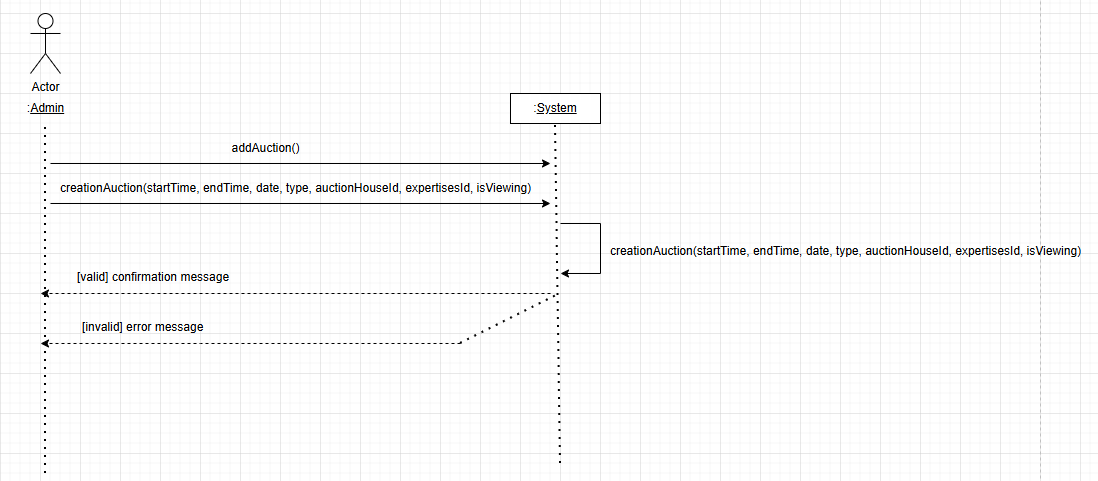 Actor
:Admin
:System
addAuction()
creationAuction(startTime, endTime, date, type, auctionHouseId, expertisesId, isViewing)
creationAuction(startTime, endTime, date, type, auctionHouseId, expertisesId, isViewing)
[valid] confirmation message
[invalid] error message